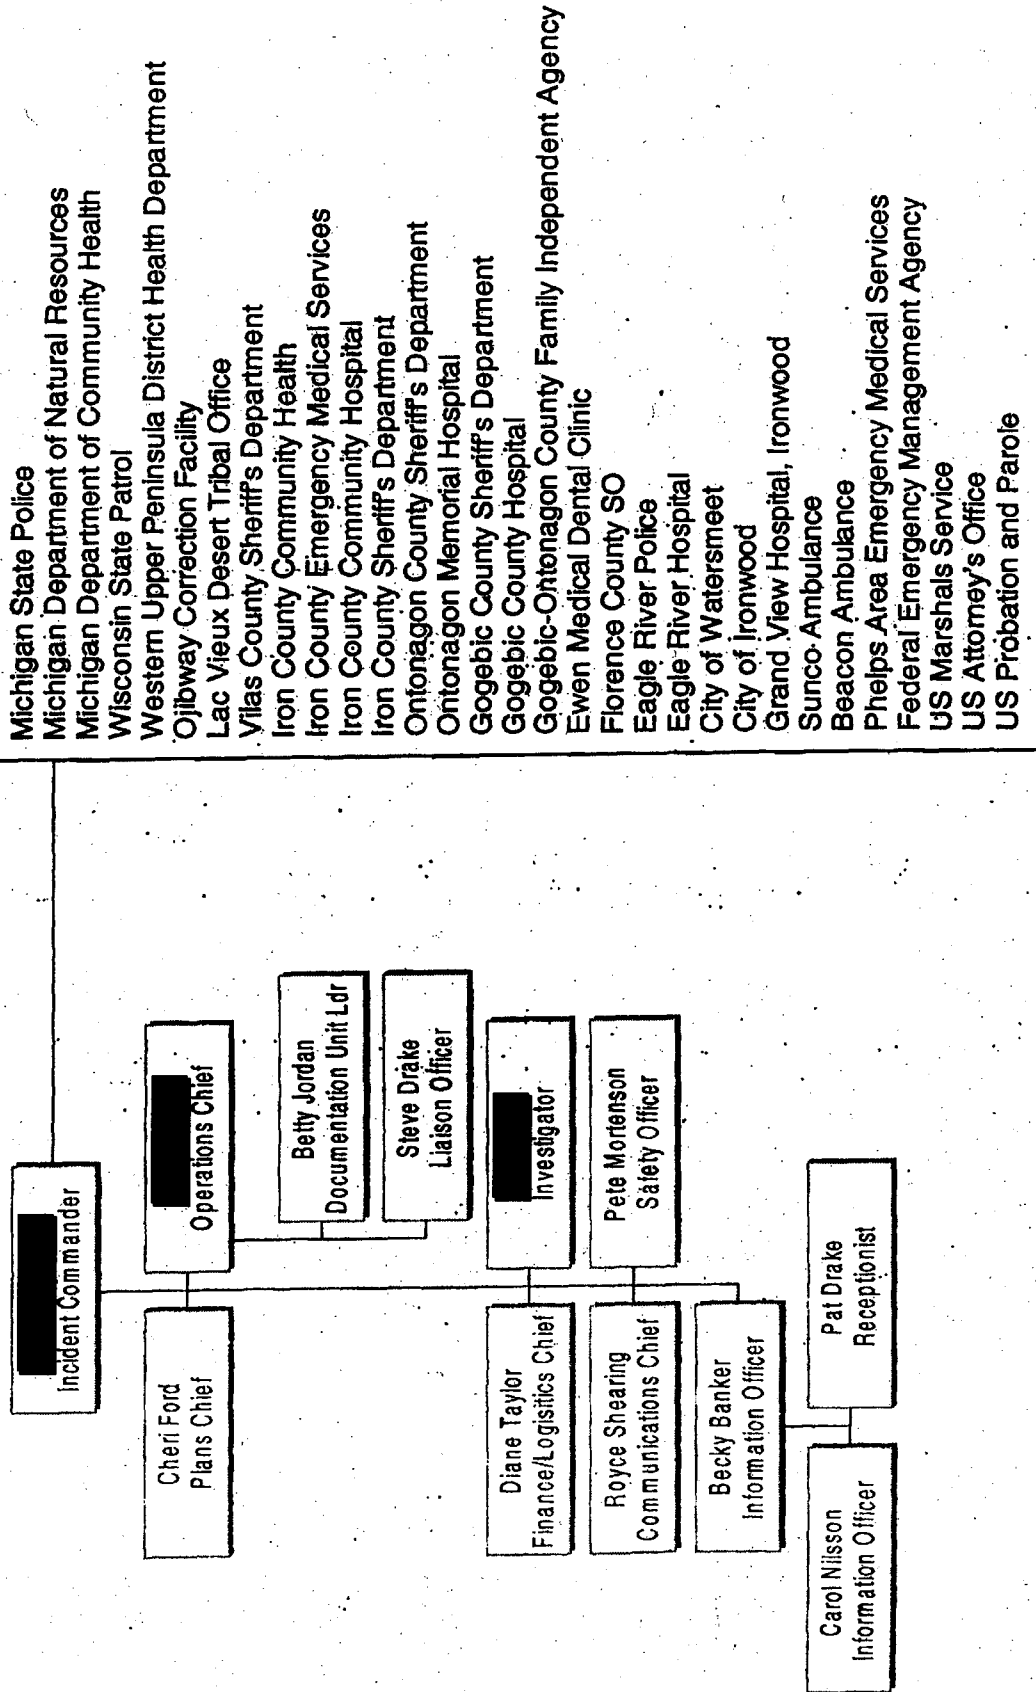 Incident Commander
Cheri Ford
Plans Chief
Operations Chief
Betty Jordan
Documentation Unit Ldr
Steve Drake
Liaison Officer
Diane Taylor
Finance/Logisitics Chief
Investigator
Royce Shearing
Communications Chief
Pete Mortenson
Safety Officer
Becky Banker
Information Officer
Carol Nilsson
Information Officer
Pat Drake
Receptionist
Michigan State Police
Michigan Department of Natural Resources
Michigan Department of Community Health
Wisconsin State Patrol
Western Upper Peninsula District Health Department
Ojibway Correction Facility
Lac Vieux Desert Tribal Office
Vilas County Sheriff's Department
Iron County Community Health
Iron County Emergency Medical Services
Iron County Community Hospital
Iron County Sheriff's Department
Ontonagon County Sheriff's Department
Ontonagon Memorial Hospital
Gogebic County Sheriff's Department
Gogebic County Hospital
Gogebic-Ontonagon County Family Independent Agency
Ewen Medical Dental Clinic
Florence County SO
Eagle River Police
Eagle River Hospital
City of Watersmeet
City of Ironwood
Grand View Hospital, Ironwood
Sunco Ambulance
Beacon Ambulance
Phelps Area Emergency Medical Services
Federal Emergency Management Agency
US Marshals Service
US Attorney's Office
US Probation and Parole